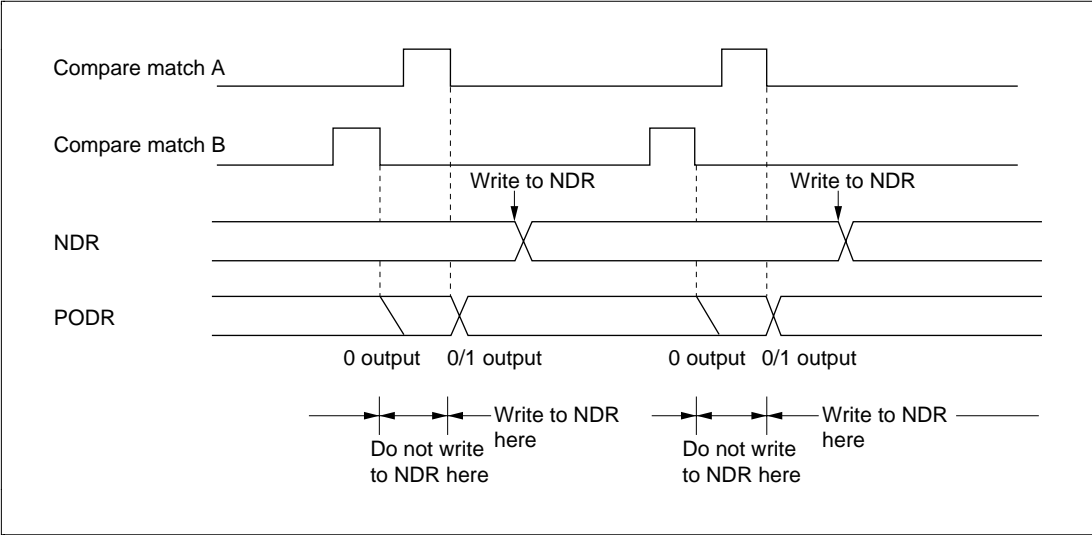 Compare match A
Compare match B
Write to NDR
Write to NDR
NDR
PODR
0 output
0/1 output
0 output
0/1 output
Write to NDR
here
Do not write
to NDR here
Write to NDR
here
Do not write
to NDR here